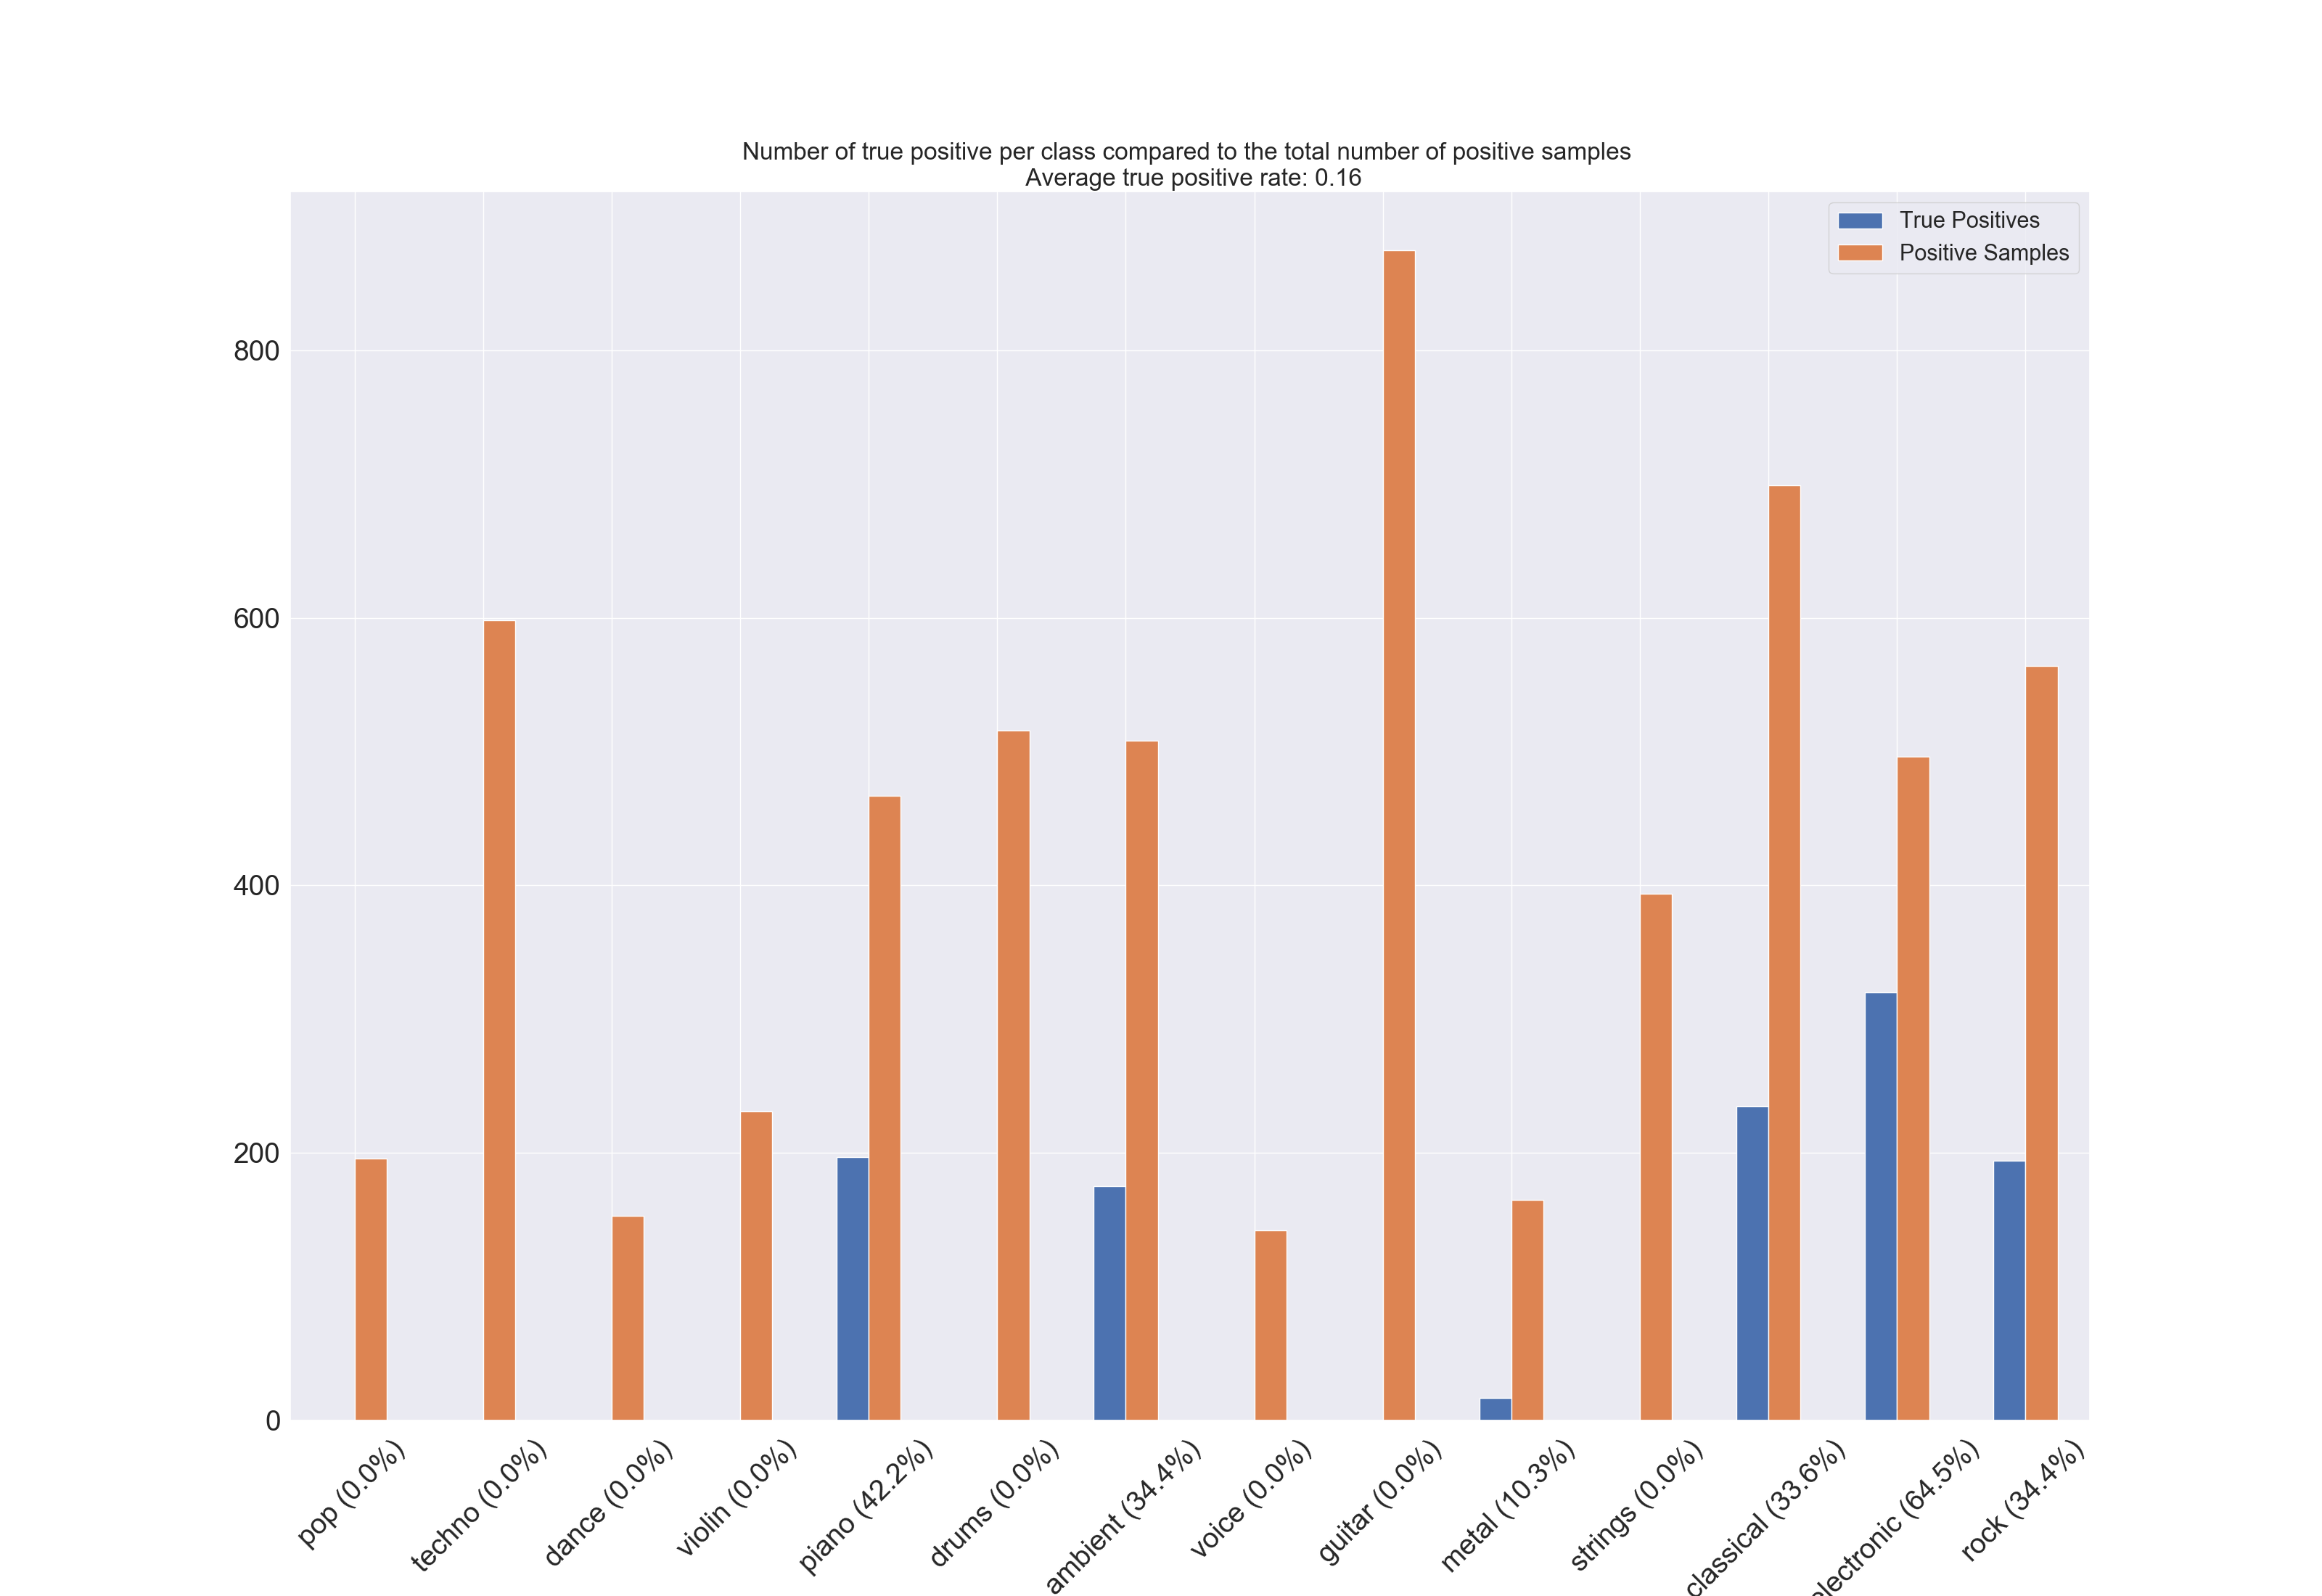 Number of true positive per class compared to the total number of positive samples
Average true positive rate: 0.16
True Positives
Positive Samples
800
600
400
200
0
pop (0.0%)
techno (0.0%)
dance (0.0%)
violin (0.0%)
piano (42.2%)
drums (0.0%)
ambient (34.4%)
voice (0.0%)
guitar (0.0%)
metal (10.3%)
strings (0.0%)
classical (33.6%)
electronic (64.5%)
rock (34.4%)